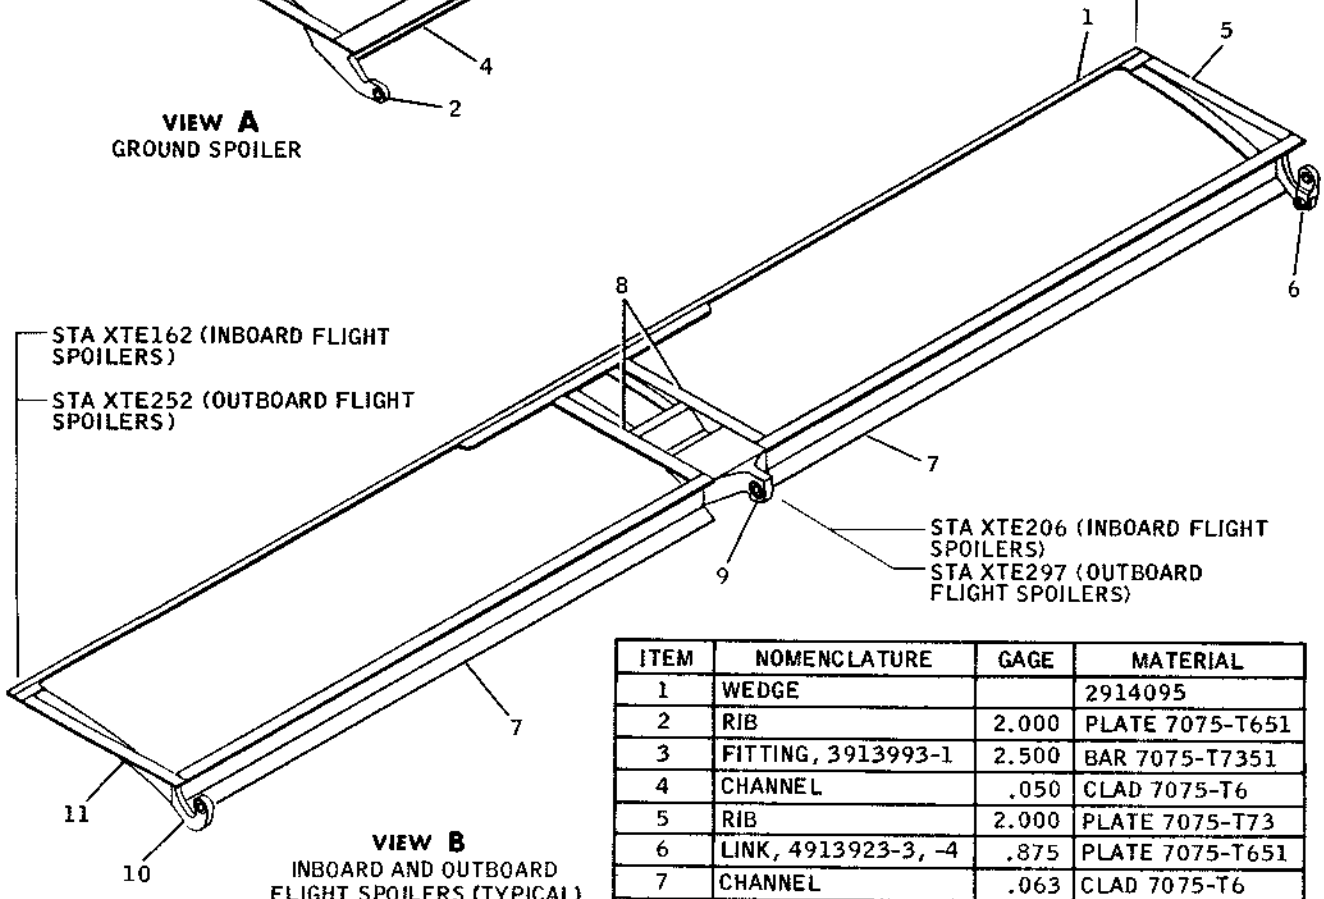 1
5
4
2
VIEW A
GROUND SPOILER
6
8
STA XTE162 (INBOARD FLIGHT
SPOILERS)
STA XTE252 (OUTBOARD FLIGHT
SPOILERS)
7
STA XTE206 (INBOARD FLIGHT
SPOILERS)
STA XTE297 (OUTBOARD
FLIGHT SPOILERS)
9
7
11
10
VIEW B
INBOARD AND OUTBOARD
FLIGHT SPOILERS (TYPICAL)
ITEM NOMENCLATURE GAGE MATERIAL
1 WEDGE 2914095
2 RIB 2.000 PLATE 7075-T651
3 FITTING, 3913993-1 2.500 BAR 7075-T7351
4 CHANNEL .050 CLAD 7075-T6
5 RIB 2.000 PLATE 7075-T73
6 LINK, 4913923-3, -4 .875 PLATE 7075-T651
7 CHANNEL .063 CLAD 7075-T6